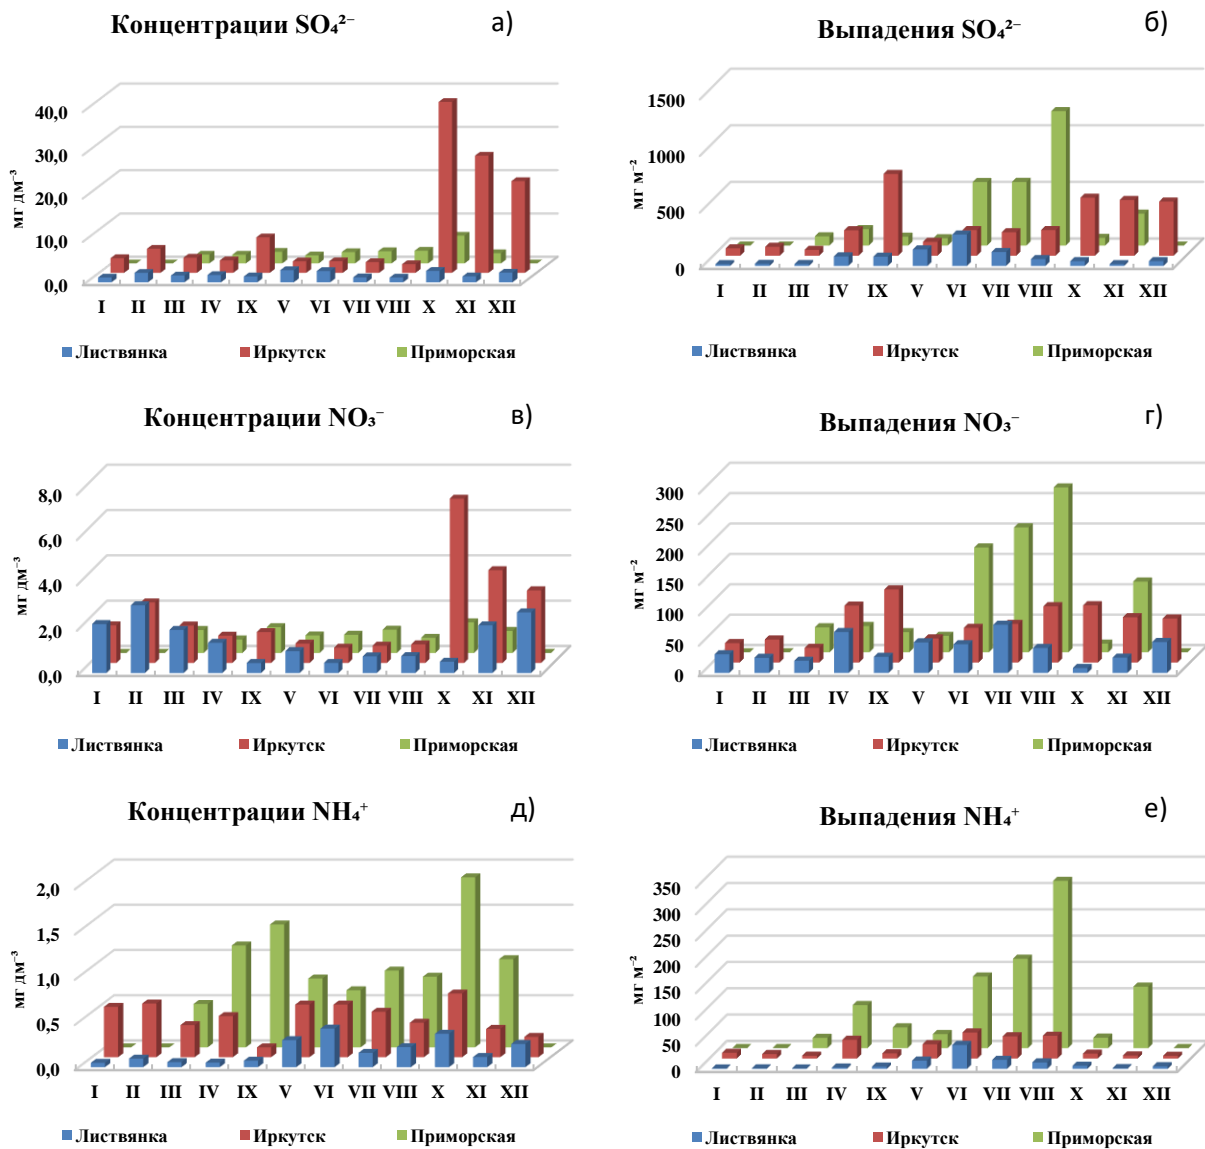 Концентрации SO₄²⁻ а)
40,0
30,0
20,0
10,0
0,0
мг дм⁻³
I II III IV IX V VI VII VIII X XI XII
Листвянка Иркутск Приморская
Выпадения SO₄²⁻ б)
1500
1000
500
0
мг м⁻²
I II III IV IX V VI VII VIII X XI XII
Листвянка Иркутск Приморская
Концентрации NO₃⁻ в)
8,0
6,0
4,0
2,0
0,0
мг дм⁻³
I II III IV IX V VI VII VIII X XI XII
Листвянка Иркутск Приморская
Выпадения NO₃⁻ г)
300
250
200
150
100
50
0
мг м⁻²
I II III IV IX V VI VII VIII X XI XII
Листвянка Иркутск Приморская
Концентрации NH₄⁺ д)
2,0
1,5
1,0
0,5
0,0
мг дм⁻³
I II III IV IX V VI VII VIII X XI XII
Листвянка Иркутск Приморская
Выпадения NH₄⁺ е)
350
300
250
200
150
100
50
0
мг м⁻²
I II III IV IX V VI VII VIII X XI XII
Листвянка Иркутск Приморская